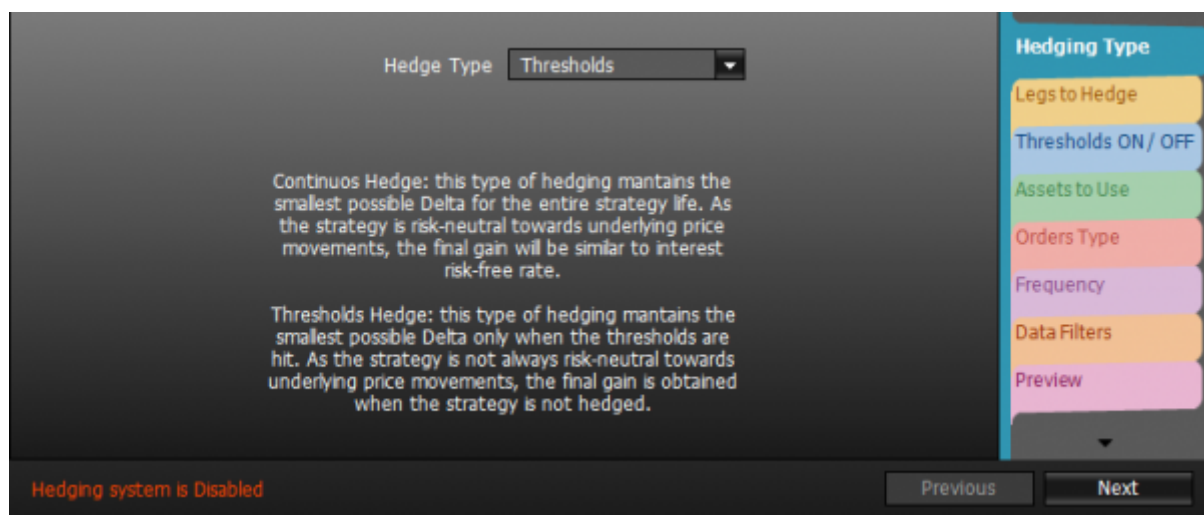 Hedge Type Thresholds
Continuos Hedge: this type of hedging mantains the
smallest possible Delta for the entire strategy life. As
the strategy is risk-neutral towards underlying price
movements, the final gain will be similar to interest
risk-free rate.
Thresholds Hedge: this type of hedging mantains the
smallest possible Delta only when the thresholds are
hit. As the strategy is not always risk-neutral towards
underlying price movements, the final gain is obtained
when the strategy is not hedged.
Hedging Type
Legs to Hedge
Thresholds ON / OFF
Assets to Use
Orders Type
Frequency
Data Filters
Preview
Hedging system is Disabled
Previous
Next